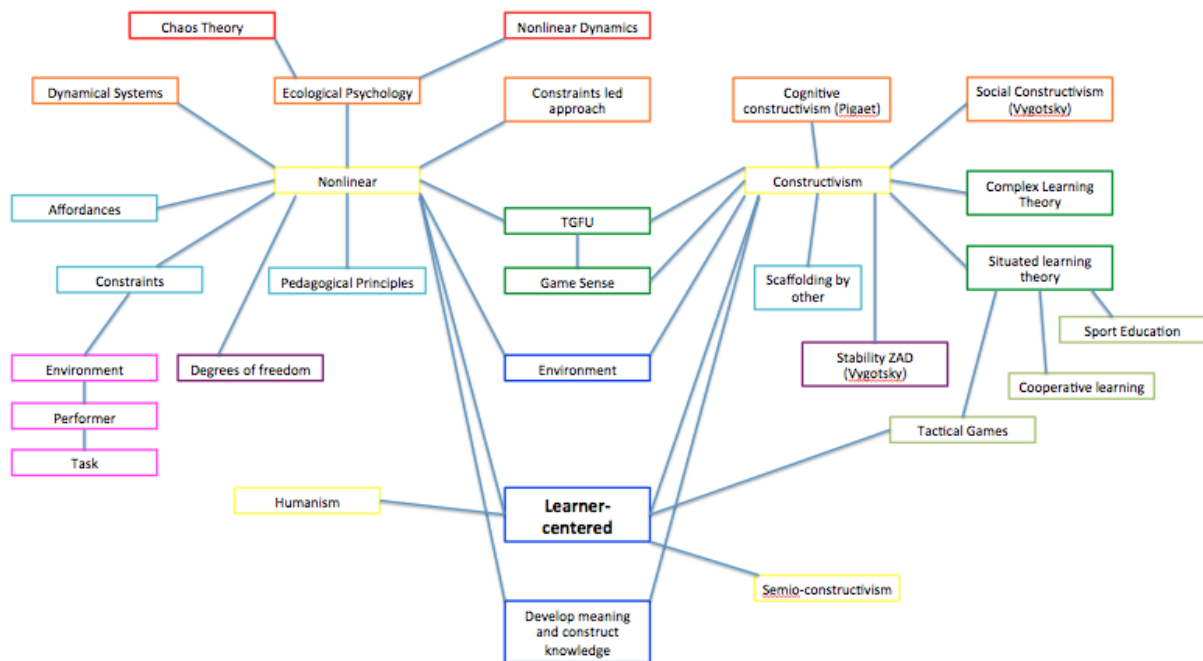 Chaos Theory
Nonlinear Dynamics
Dynamical Systems
Ecological Psychology
Constraints led
approach
Cognitive
constructivism (Pigaet)
Social Constructivism
(Vygotsky)
Nonlinear
Constructivism
Complex Learning
Theory
Affordances
TGFU
Constraints
Pedagogical Principles
Game Sense
Scaffolding by
other
Situated learning
theory
Sport Education
Environment
Degrees of freedom
Environment
Stability ZAD
(Vygotsky)
Cooperative learning
Performer
Tactical Games
Task
Humanism
Learner-
centered
Semio-constructivism
Develop meaning
and construct
knowledge